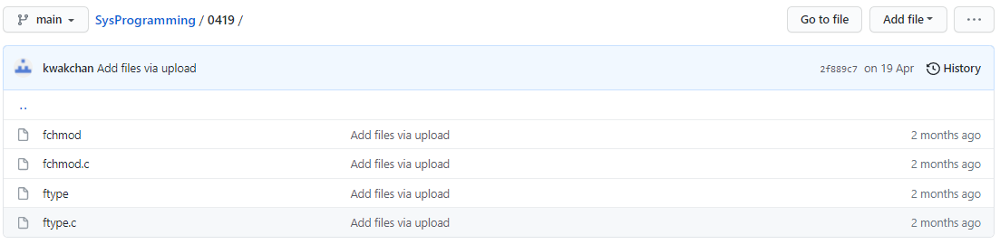 main SysProgramming / 0419 / Go to file Add file ...
kwakchan Add files via upload 2f889c7 on 19 Apr History
..
fchmod Add files via upload 2 months ago
fchmod.c Add files via upload 2 months ago
ftype Add files via upload 2 months ago
ftype.c Add files via upload 2 months ago